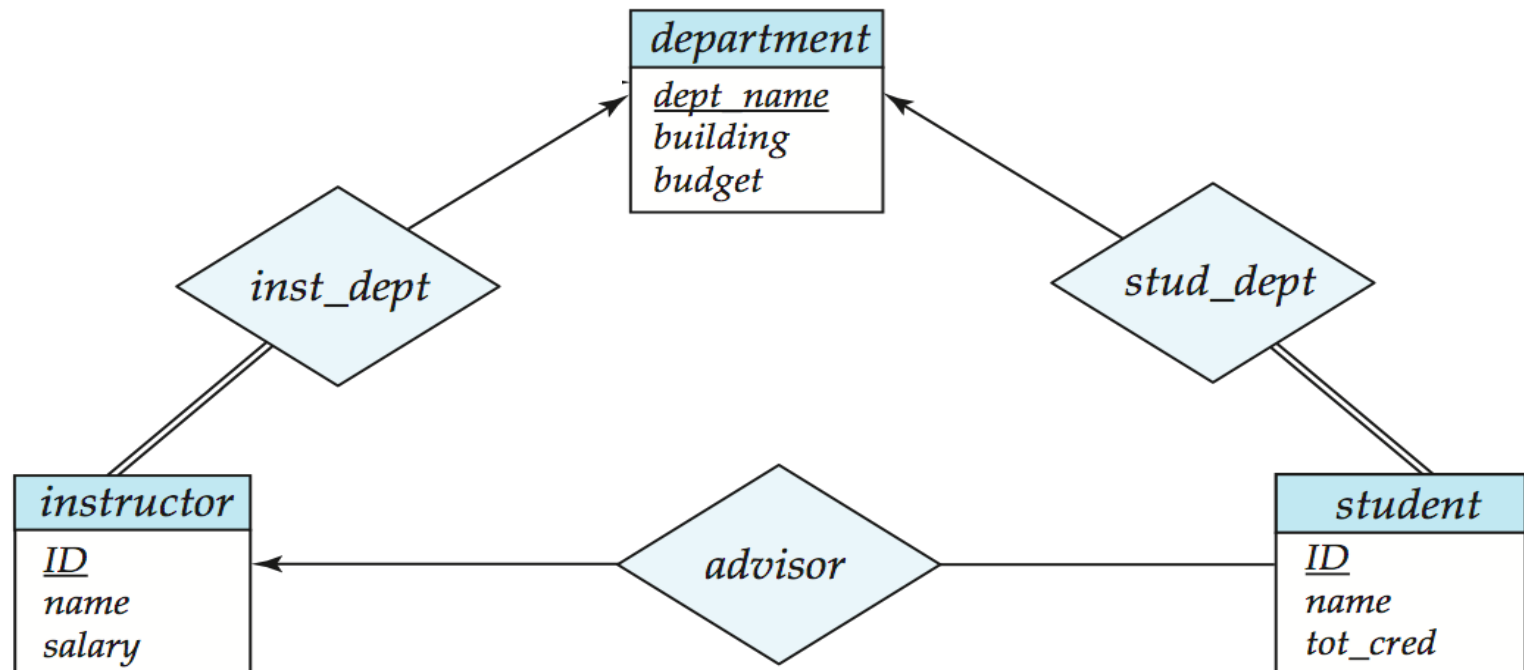 department
dept_name
building
budget
inst_dept
stud_dept
instructor
ID
name
salary
advisor
student
ID
name
tot_cred